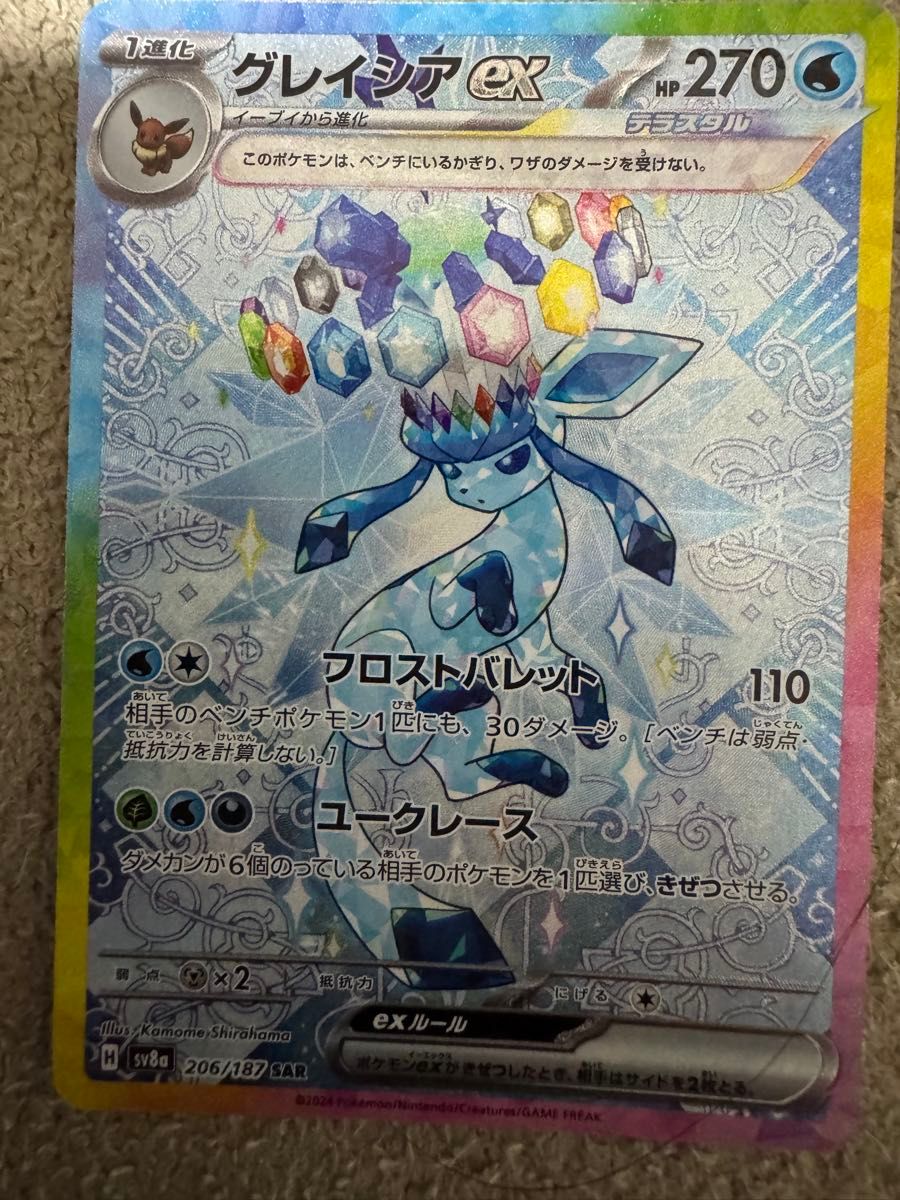 1進化
グレイシアex
HP270
イーブイから進化
テラスタル
このポケモンは、ベンチにいるかぎり、ワザのダメージを受けない。
フロストバレット 110
相手のベンチポケモン1匹にも、30ダメージ。[ベンチは弱点・
抵抗力を計算しない。]
ユークレース
ダメカンが6個のっている相手のポケモンを1匹選び、きぜつさせる。
弱点 ×2 抵抗力 にげる
Illus. Kamome Shirahama
exルール
H sv8a 206/187 SAR
ポケモンexがきぜつしたとき、相手はサイドを2枚とる。
©2024 Pokémon/Nintendo/Creatures/GAME FREAK